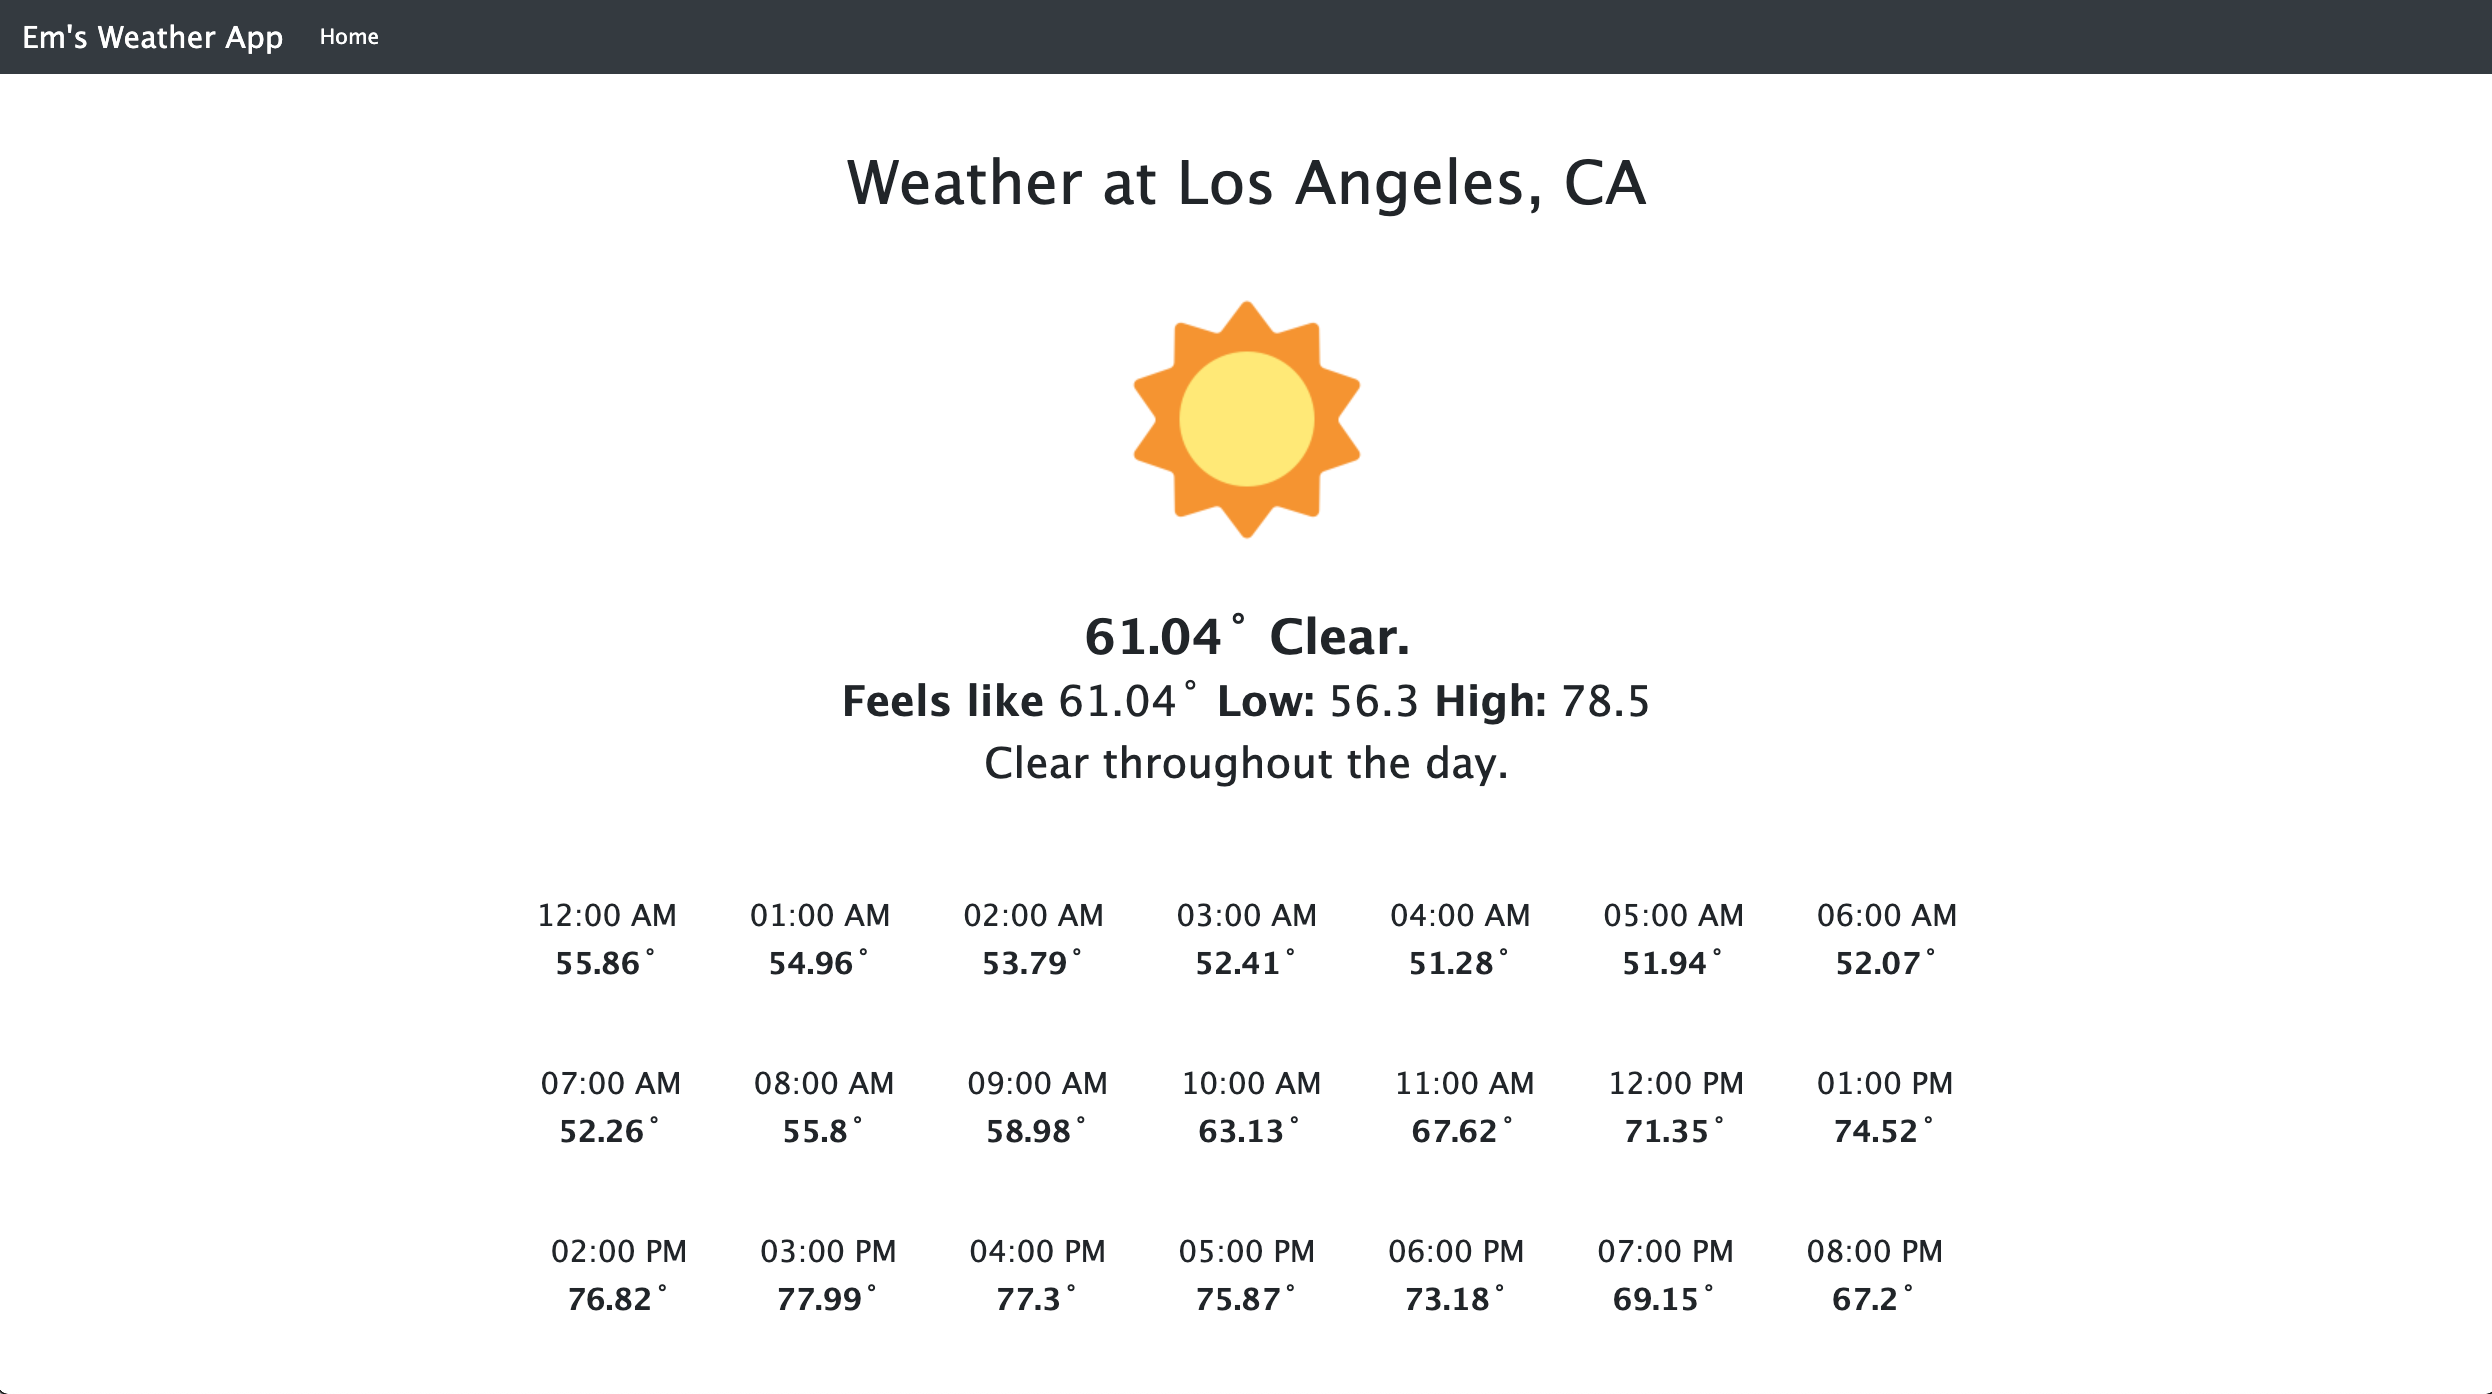 Em's Weather App Home
Weather at Los Angeles, CA
61.04° Clear.
Feels like 61.04° Low: 56.3 High: 78.5
Clear throughout the day.
12:00 AM 01:00 AM 02:00 AM 03:00 AM 04:00 AM 05:00 AM 06:00 AM
55.86° 54.96° 53.79° 52.41° 51.28° 51.94° 52.07°
07:00 AM 08:00 AM 09:00 AM 10:00 AM 11:00 AM 12:00 PM 01:00 PM
52.26° 55.8° 58.98° 63.13° 67.62° 71.35° 74.52°
02:00 PM 03:00 PM 04:00 PM 05:00 PM 06:00 PM 07:00 PM 08:00 PM
76.82° 77.99° 77.3° 75.87° 73.18° 69.15° 67.2°